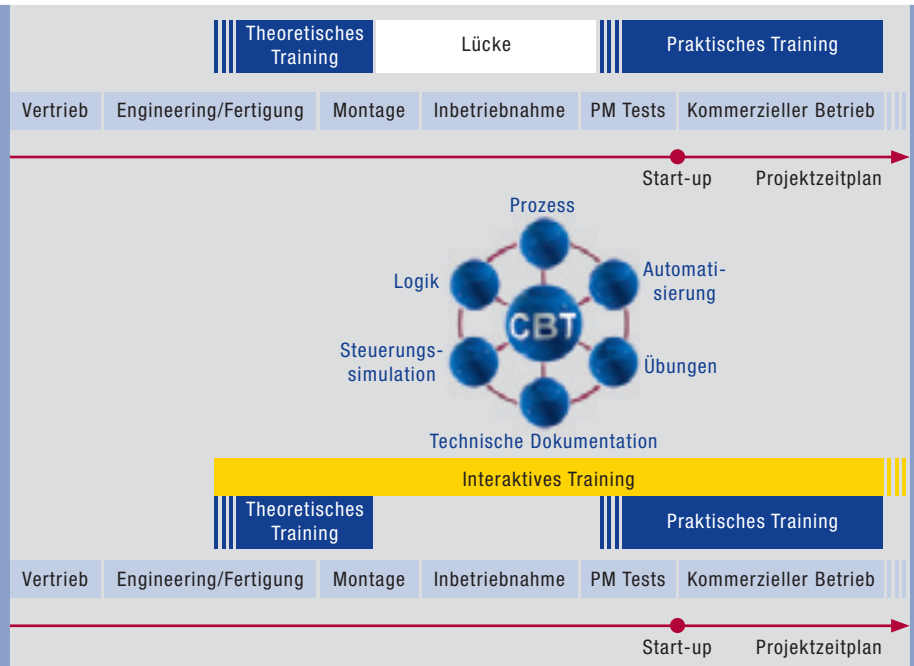 Theoretisches
Training
Lücke
Praktisches Training
Vertrieb
Engineering/Fertigung
Montage
Inbetriebnahme
PM Tests
Kommerzieller Betrieb
Start-up
Projektzeitplan
Prozess
Logik
Automati-
sierung
CBT
Steuerungs-
simulation
Übungen
Technische Dokumentation
Interaktives Training
Theoretisches
Training
Praktisches Training
Vertrieb
Engineering/Fertigung
Montage
Inbetriebnahme
PM Tests
Kommerzieller Betrieb
Start-up
Projektzeitplan